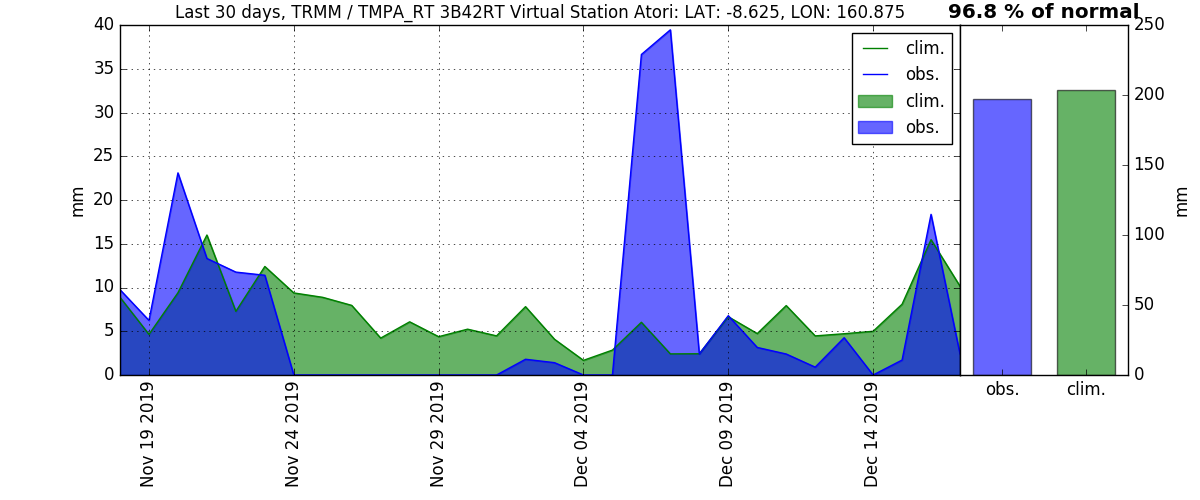 Last 30 days, TRMM / TMPA_RT 3B42RT Virtual Station Atori: LAT: -8.625, LON: 160.875
96.8 % of normal
40
35
30
25
20
15
10
5
0
mm
clim.
obs.
clim.
obs.
250
200
150
100
50
0
mm
obs.
clim.
Nov 19 2019
Nov 24 2019
Nov 29 2019
Dec 04 2019
Dec 09 2019
Dec 14 2019